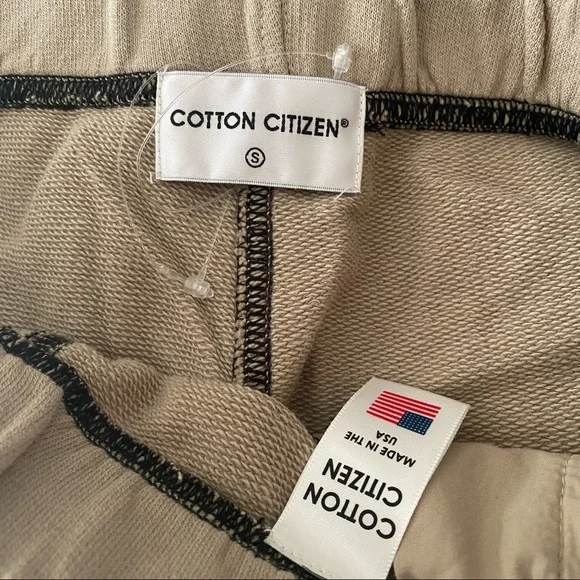 COTTON CITIZEN®
S
COTTON
CITIZEN
MADE IN THE
USA